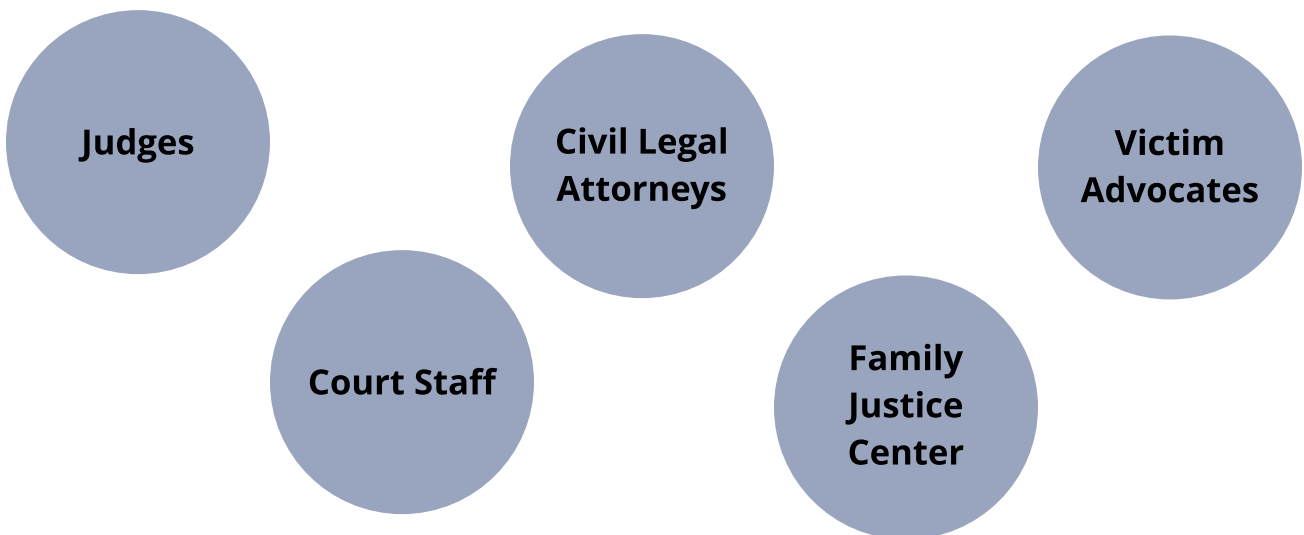 Judges
Civil Legal
Attorneys
Victim
Advocates
Court Staff
Family
Justice
Center